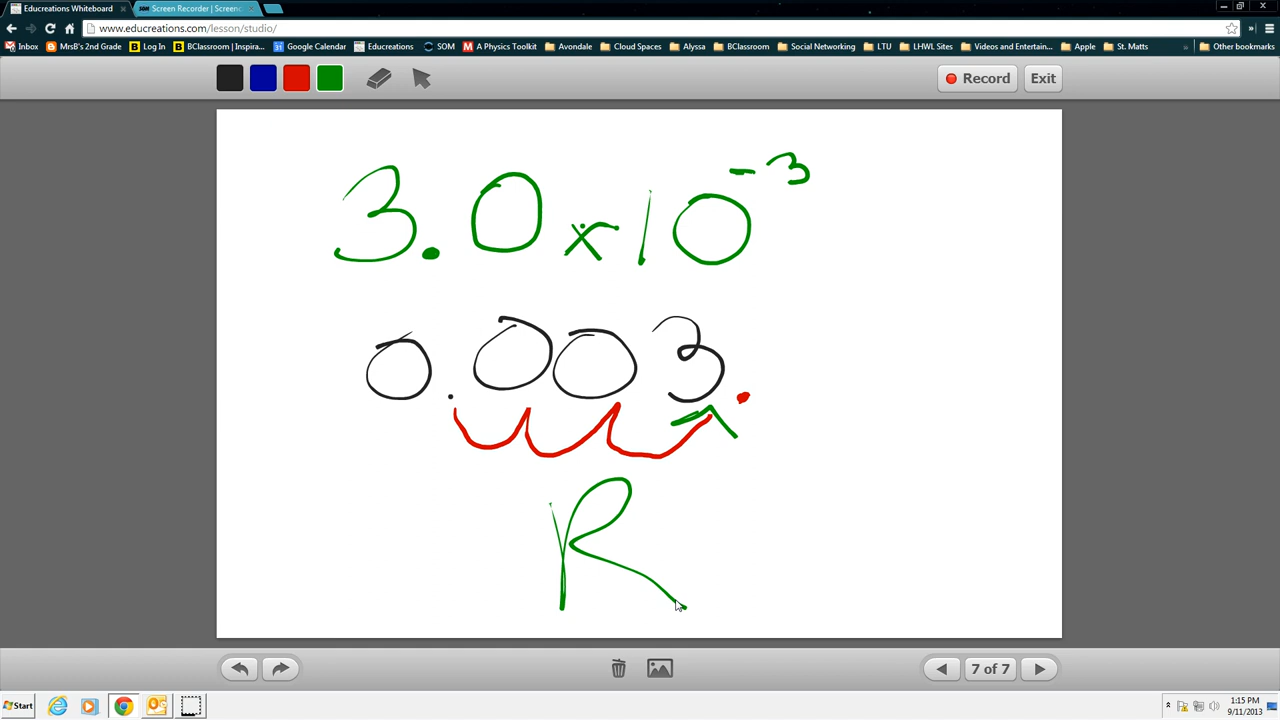 Educreations Whiteboard
Screen Recorder | Screenc
www.educreations.com/lesson/studio/
Inbox MrsB's 2nd Grade Log In BClassroom | Inspira... Google Calendar Educreations SOM A Physics Toolkit Avondale Cloud Spaces Alyssa BClassroom Social Networking LTU LHWL Sites Videos and Entertain... Apple St. Matts » Other bookmarks
Record Exit
3.0 x 10⁻³
0.003.
R
7 of 7
Start
1:15 PM
9/11/2013